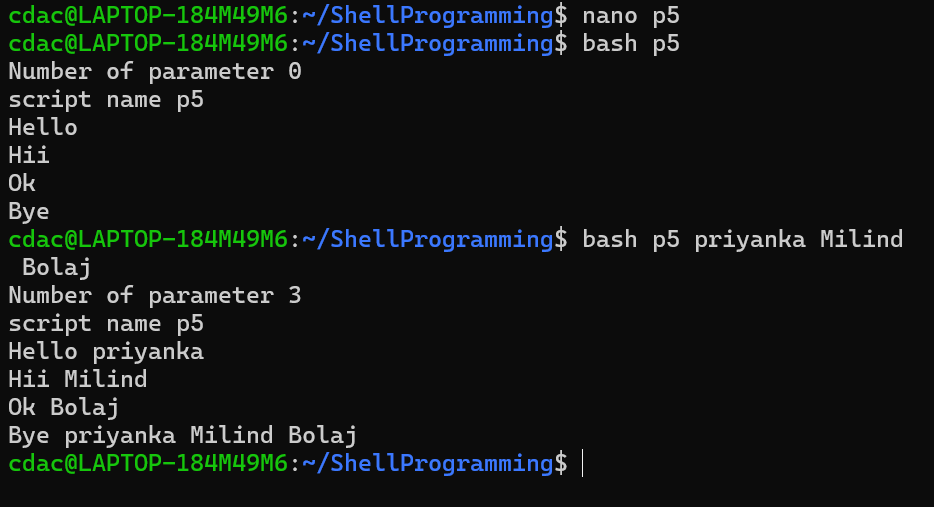 cdac@LAPTOP-184M49M6:~/ShellProgramming$ nano p5
cdac@LAPTOP-184M49M6:~/ShellProgramming$ bash p5
Number of parameter 0
script name p5
Hello
Hii
Ok
Bye
cdac@LAPTOP-184M49M6:~/ShellProgramming$ bash p5 priyanka Milind
 Bolaj
Number of parameter 3
script name p5
Hello priyanka
Hii Milind
Ok Bolaj
Bye priyanka Milind Bolaj
cdac@LAPTOP-184M49M6:~/ShellProgramming$